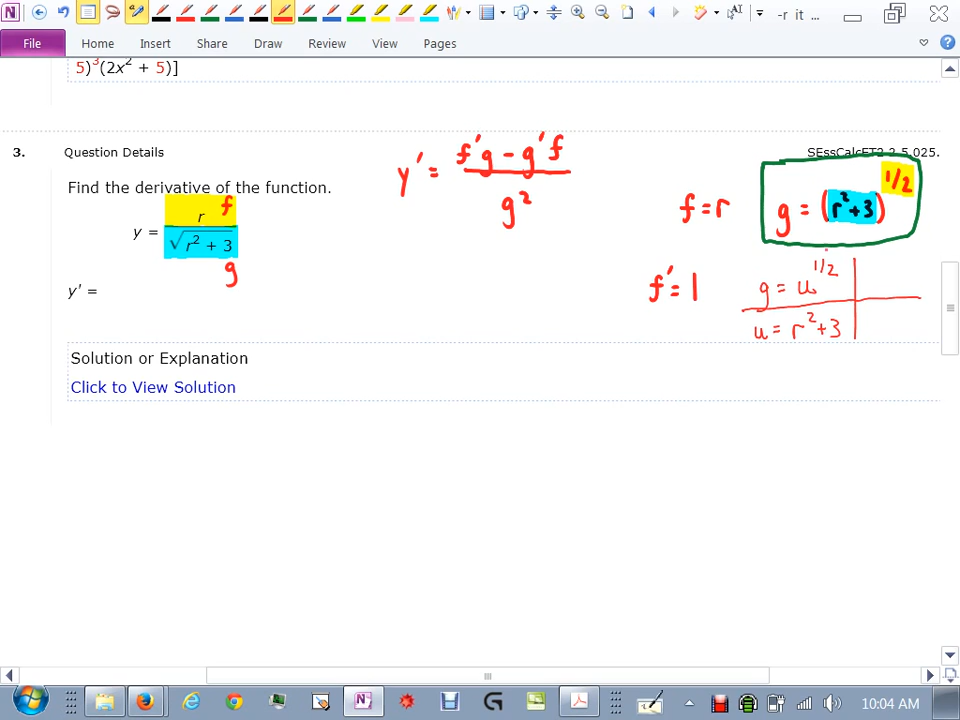 -r it ...
File Home Insert Share Draw Review View Pages
5)³(2x² + 5)]
3. Question Details SEssCalcET2 2.5.025.
Find the derivative of the function.
y = r / √(r² + 3)
f
g
y' =
y' = (f'g - g'f) / g²
f = r
g = (r²+3)^1/2
f' = 1
g = u^1/2
u = r²+3
Solution or Explanation
Click to View Solution
10:04 AM